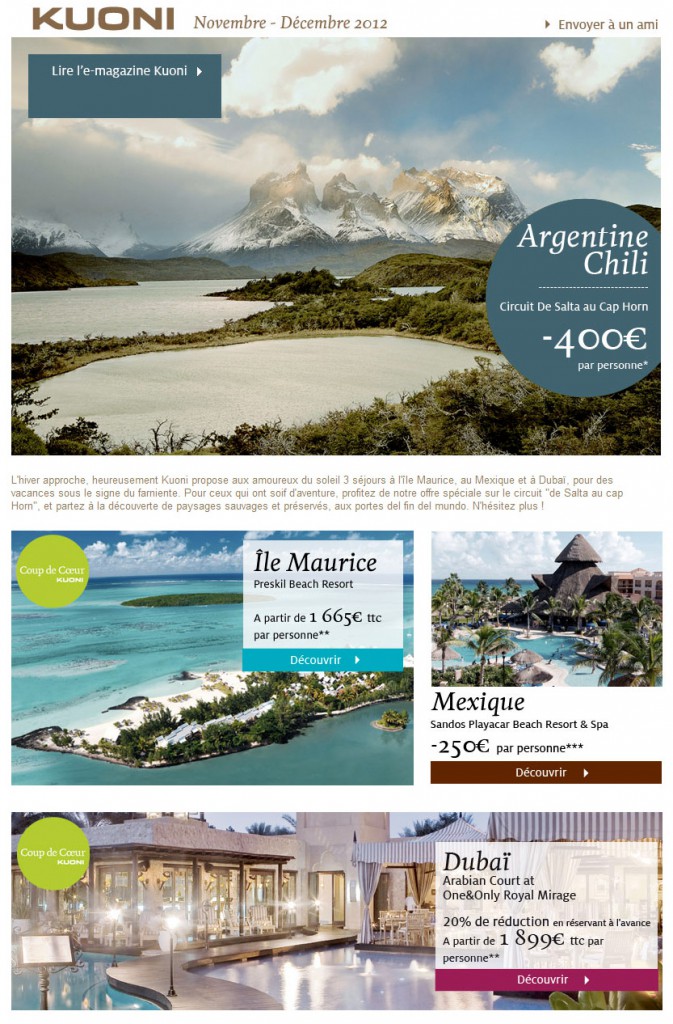 KUONI
Novembre - Décembre 2012
Envoyer à un ami
Lire l'e-magazine Kuoni
Argentine
Chili
Circuit De Salta au Cap Horn
-400€
par personne*
L'hiver approche, heureusement Kuoni propose aux amoureux du soleil 3 séjours à l'île Maurice, au Mexique et à Dubaï, pour des
vacances sous le signe du farniente. Pour ceux qui ont soif d'aventure, profitez de notre offre spéciale sur le circuit "de Salta au cap
Horn", et partez à la découverte de paysages sauvages et préservés, aux portes del fin del mundo. N'hésitez plus !
Coup de Cœur
KUONI
Île Maurice
Preskil Beach Resort
A partir de 1 665€ ttc
par personne**
Découvrir
Mexique
Sandos Playacar Beach Resort & Spa
-250€ par personne***
Découvrir
Coup de Cœur
KUONI
Dubaï
Arabian Court at
One&Only Royal Mirage
20% de réduction en réservant à l'avance
A partir de 1 899€ ttc par
personne**
Découvrir